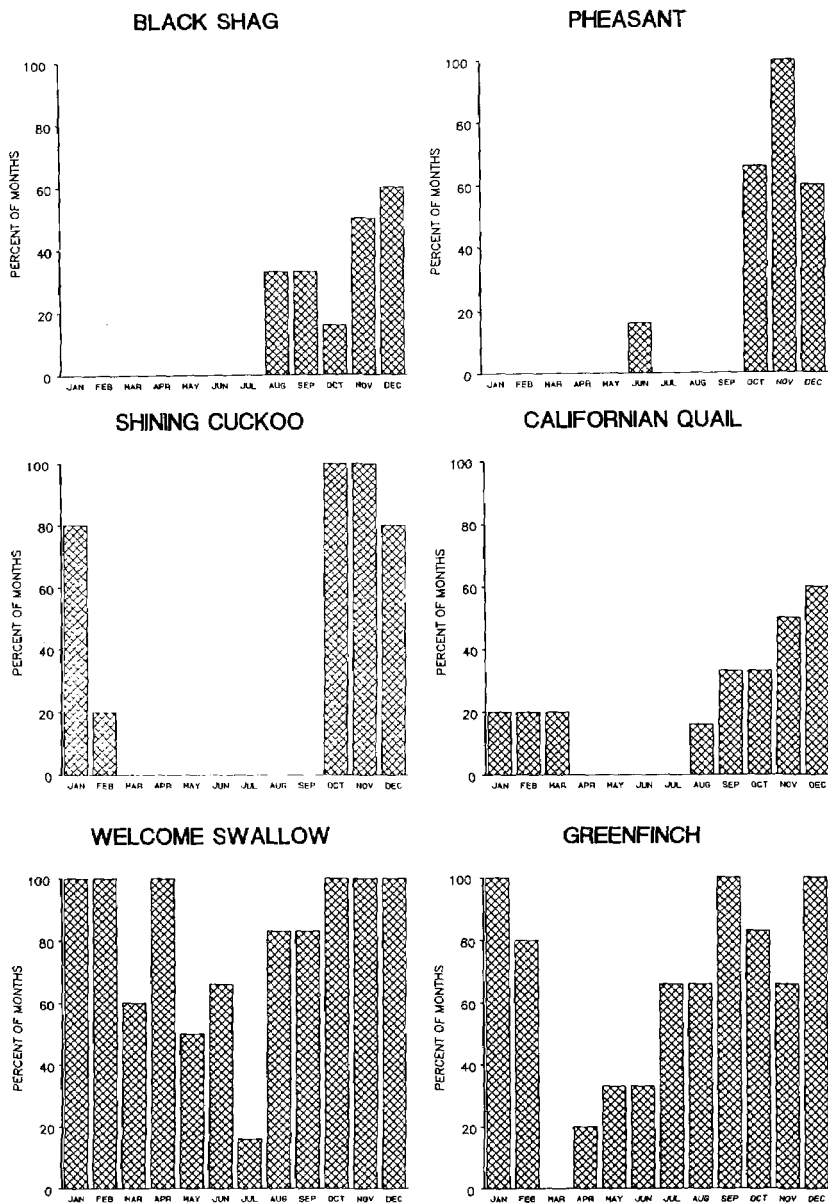 BLACK SHAG
PERCENT OF MONTHS
100
80
60
40
20
0
JAN FEB MAR APR MAY JUN JUL AUG SEP OCT NOV DEC
PHEASANT
PERCENT OF MONTHS
100
80
60
40
20
0
JAN FEB MAR APR MAY JUN JUL AUG SEP OCT NOV DEC
SHINING CUCKOO
PERCENT OF MONTHS
100
80
60
40
20
0
JAN FEB MAR APR MAY JUN JUL AUG SEP OCT NOV DEC
CALIFORNIAN QUAIL
PERCENT OF MONTHS
100
80
60
40
20
0
JAN FEB MAR APR MAY JUN JUL AUG SEP OCT NOV DEC
WELCOME SWALLOW
PERCENT OF MONTHS
100
80
60
40
20
0
JAN FEB MAR APR MAY JUN JUL AUG SEP OCT NOV DEC
GREENFINCH
PERCENT OF MONTHS
100
80
60
40
20
0
JAN FEB MAR APR MAY JUN JUL AUG SEP OCT NOV DEC